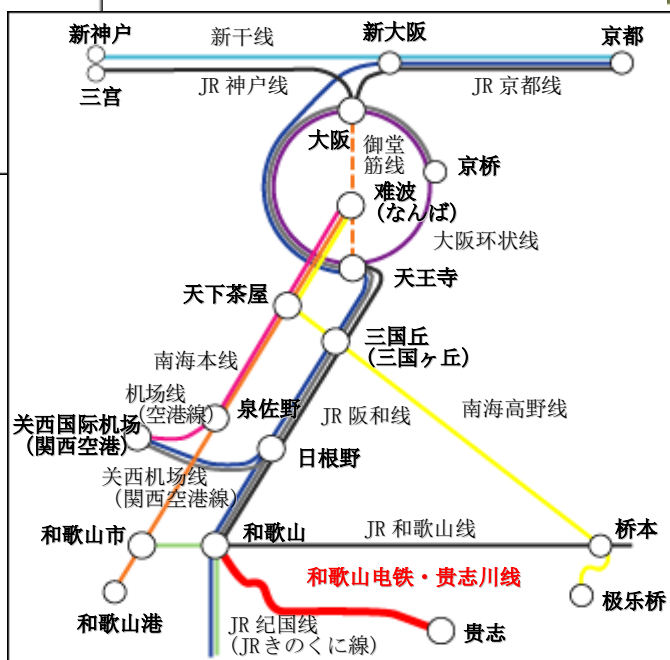 新神户
新干线
新大阪
京都
三宫
JR 神户线
JR 京都线
大阪
御堂
筋线
京桥
难波
(なんば)
大阪环状线
天王寺
天下茶屋
三国丘
(三国ヶ丘)
南海本线
机场线
(空港線)
泉佐野
JR 阪和线
南海高野线
关西国际机场
(関西空港)
日根野
关西机场线
(関西空港線)
和歌山市
和歌山
JR 和歌山线
桥本
和歌山电铁・贵志川线
和歌山港
极乐桥
JR 纪国线
(JRきのくに線)
贵志